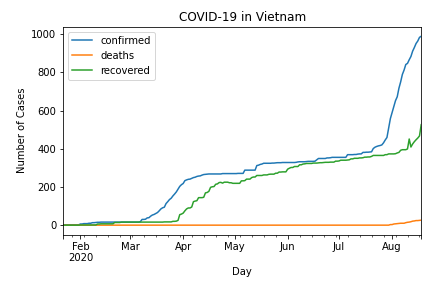 COVID-19 in Vietnam
confirmed
deaths
recovered
Number of Cases
1000
800
600
400
200
0
Feb Mar Apr May Jun Jul Aug
2020
Day